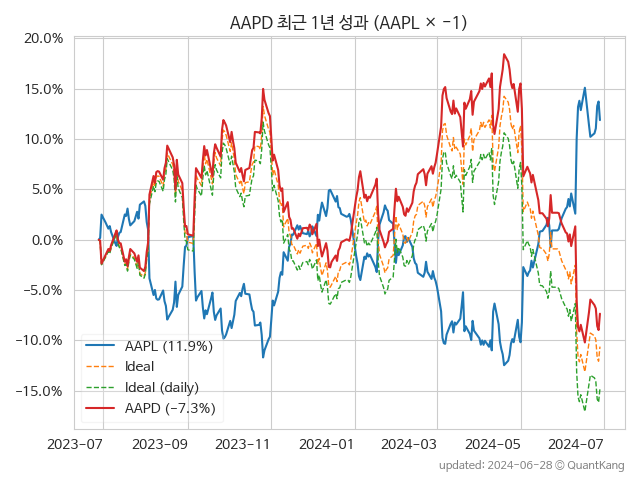 AAPD 최근 1년 성과 (AAPL × −1)
20.0%
15.0%
10.0%
5.0%
0.0%
−5.0%
−10.0%
−15.0%
AAPL (11.9%)
Ideal
Ideal (daily)
AAPD (−7.3%)
2023-07 2023-09 2023-11 2024-01 2024-03 2024-05 2024-07
updated: 2024-06-28 ⓒ QuantKang